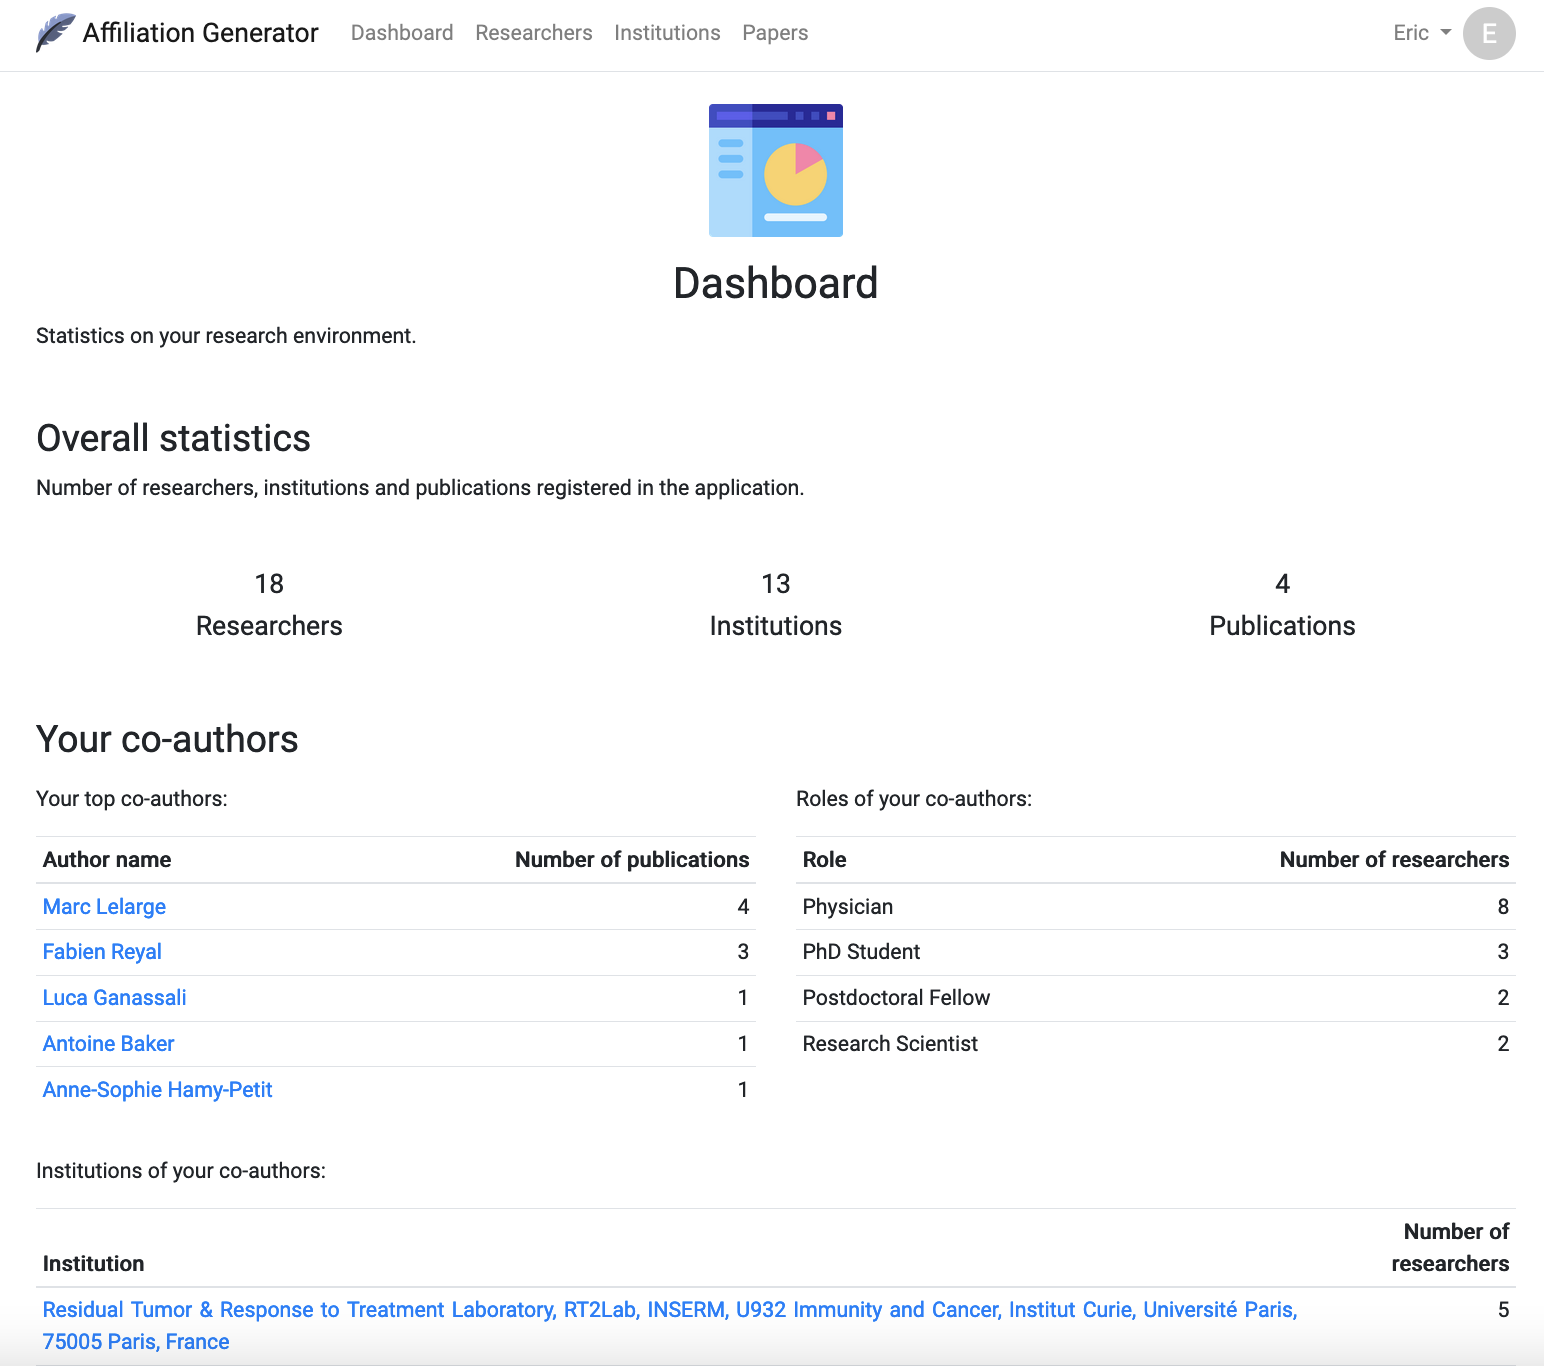 Affiliation Generator Dashboard Researchers Institutions Papers Eric E
Dashboard
Statistics on your research environment.
Overall statistics
Number of researchers, institutions and publications registered in the application.
18 13 4
Researchers Institutions Publications
Your co-authors
Your top co-authors:
Author name Number of publications
Marc Lelarge 4
Fabien Reyal 3
Luca Ganassali 1
Antoine Baker 1
Anne-Sophie Hamy-Petit 1
Roles of your co-authors:
Role Number of researchers
Physician 8
PhD Student 3
Postdoctoral Fellow 2
Research Scientist 2
Institutions of your co-authors:
Institution Number of
researchers
Residual Tumor & Response to Treatment Laboratory, RT2Lab, INSERM, U932 Immunity and Cancer, Institut Curie, Université Paris, 5
75005 Paris, France